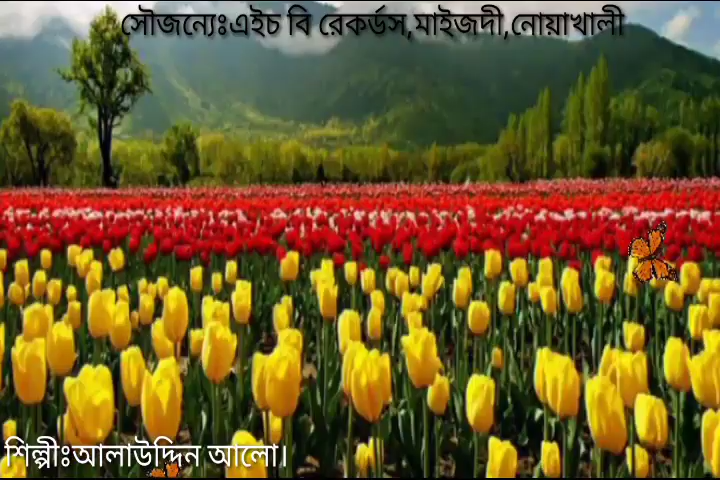 সৌজন্যেঃএইচ বি রেকর্ডস,মাইজদী,নোয়াখালী
শিল্পীঃআলাউদ্দিন আলো।